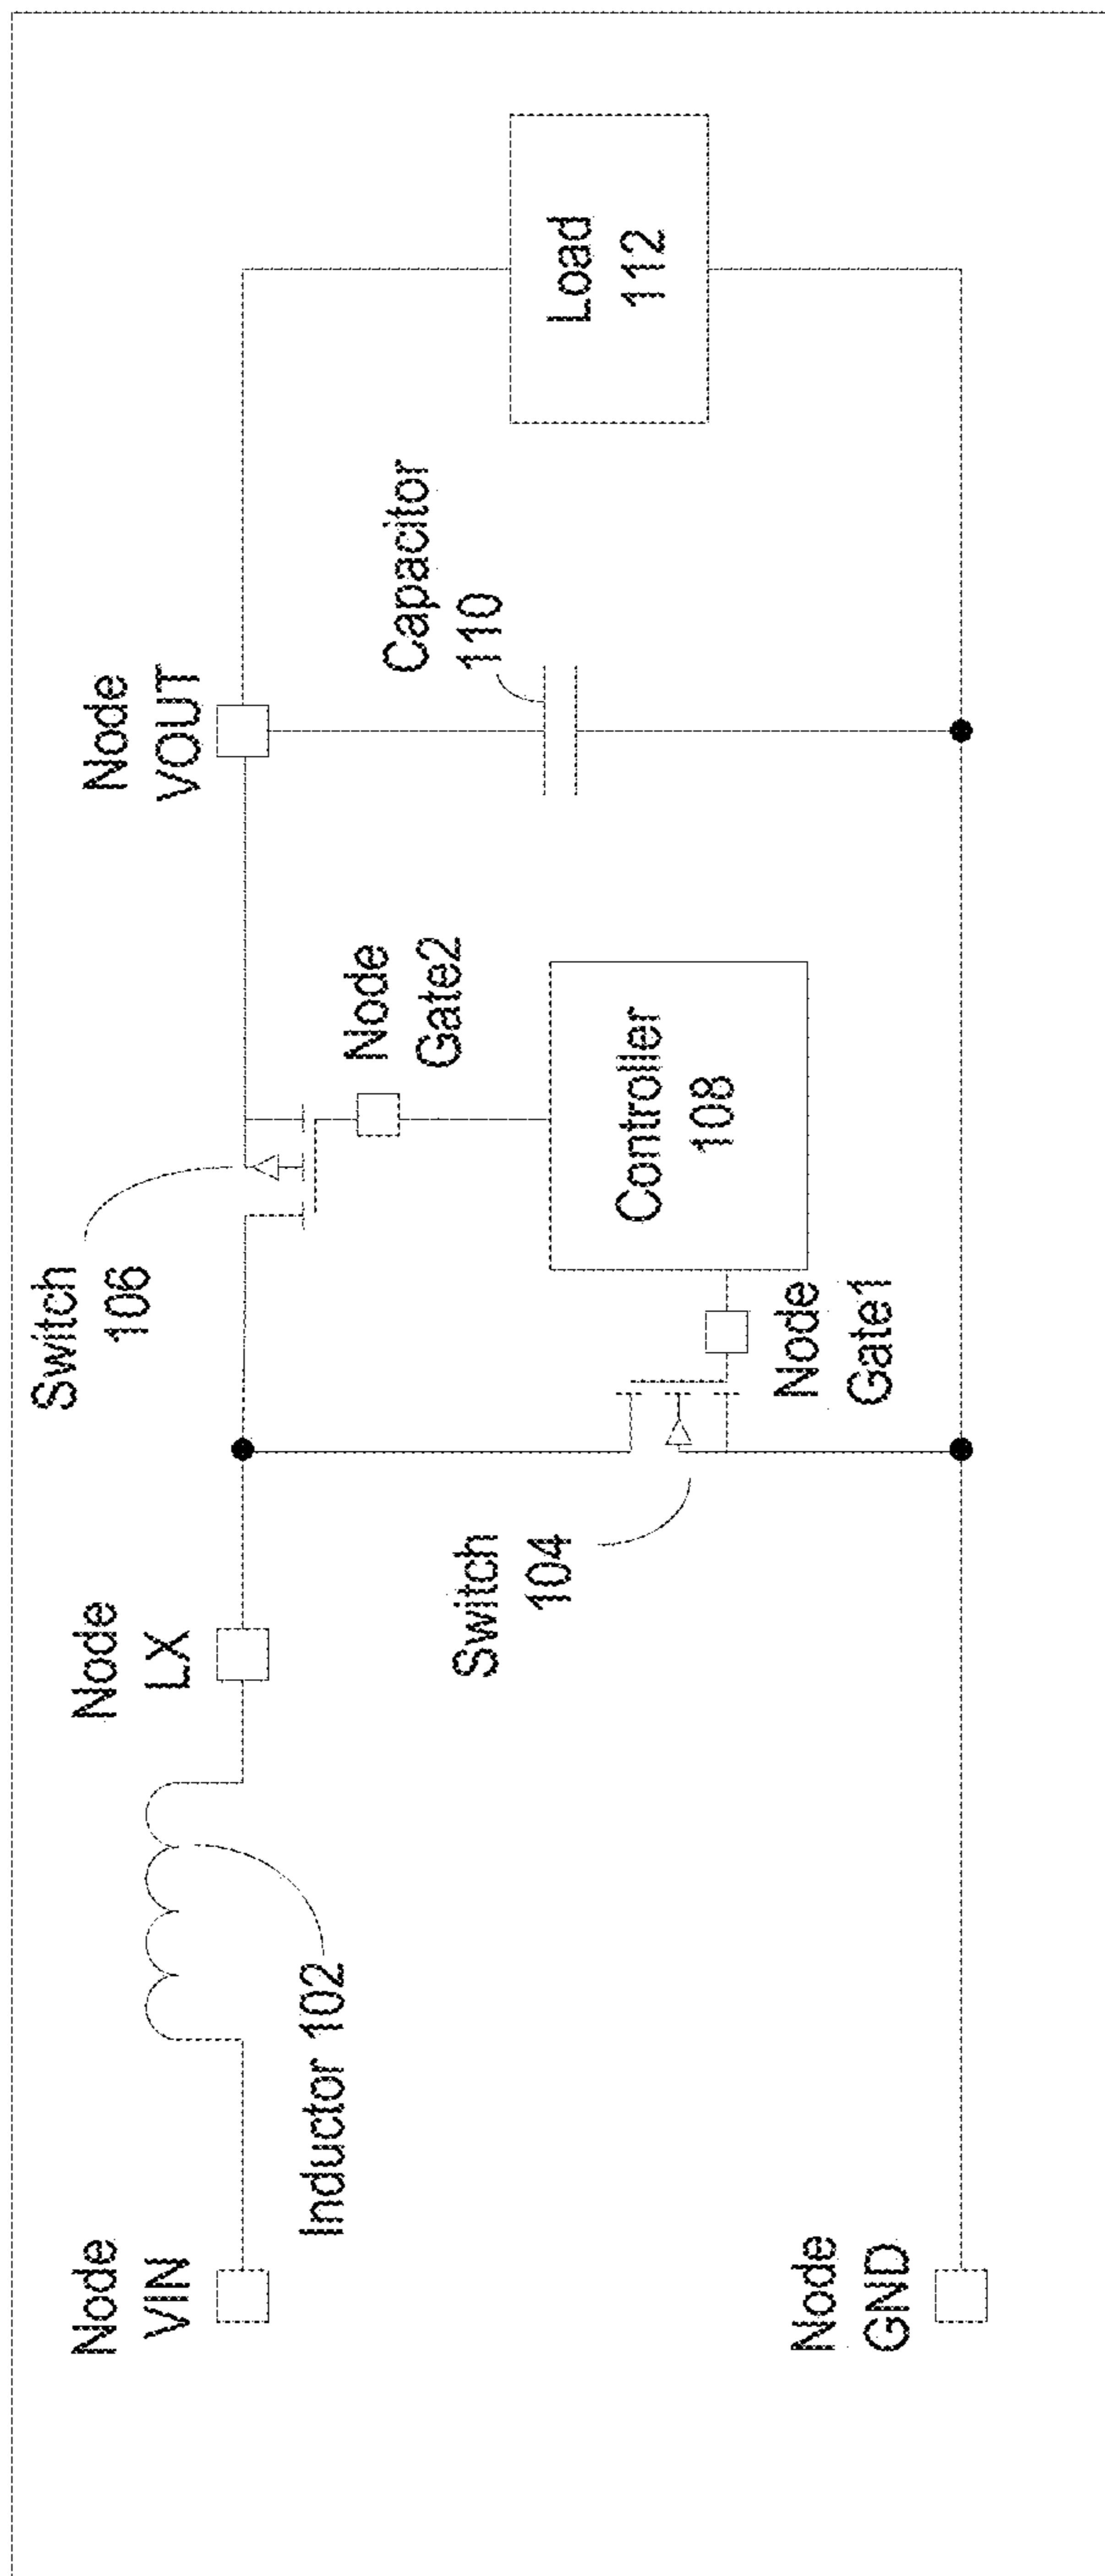 Node
VIN
Inductor 102
Node
LX
Switch
106
Node
VOUT
Switch
104
Node
Gate2
Node
Gate1
Controller
108
Capacitor
110
Load
112
Node
GND